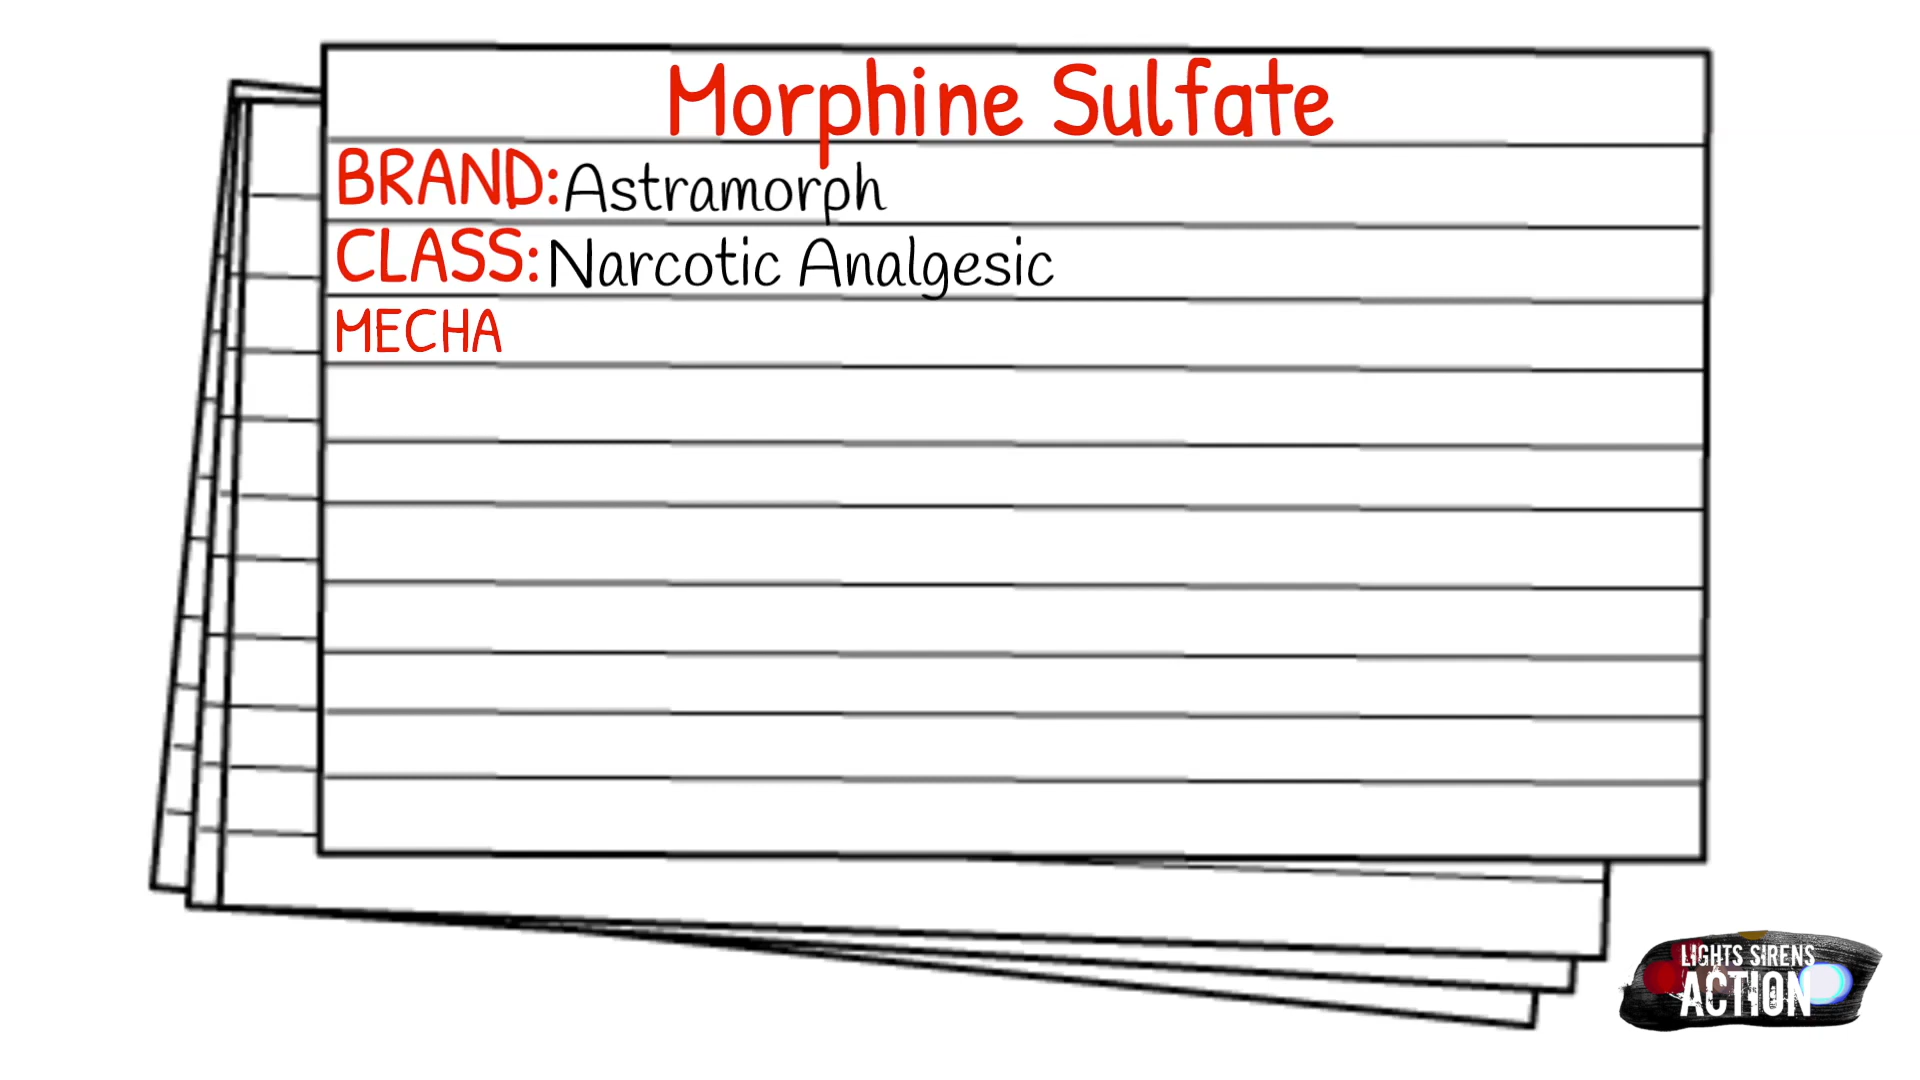 Morphine Sulfate
BRAND: Astramorph
CLASS: Narcotic Analgesic
MECHA
LIGHTS SIRENS
ACTION